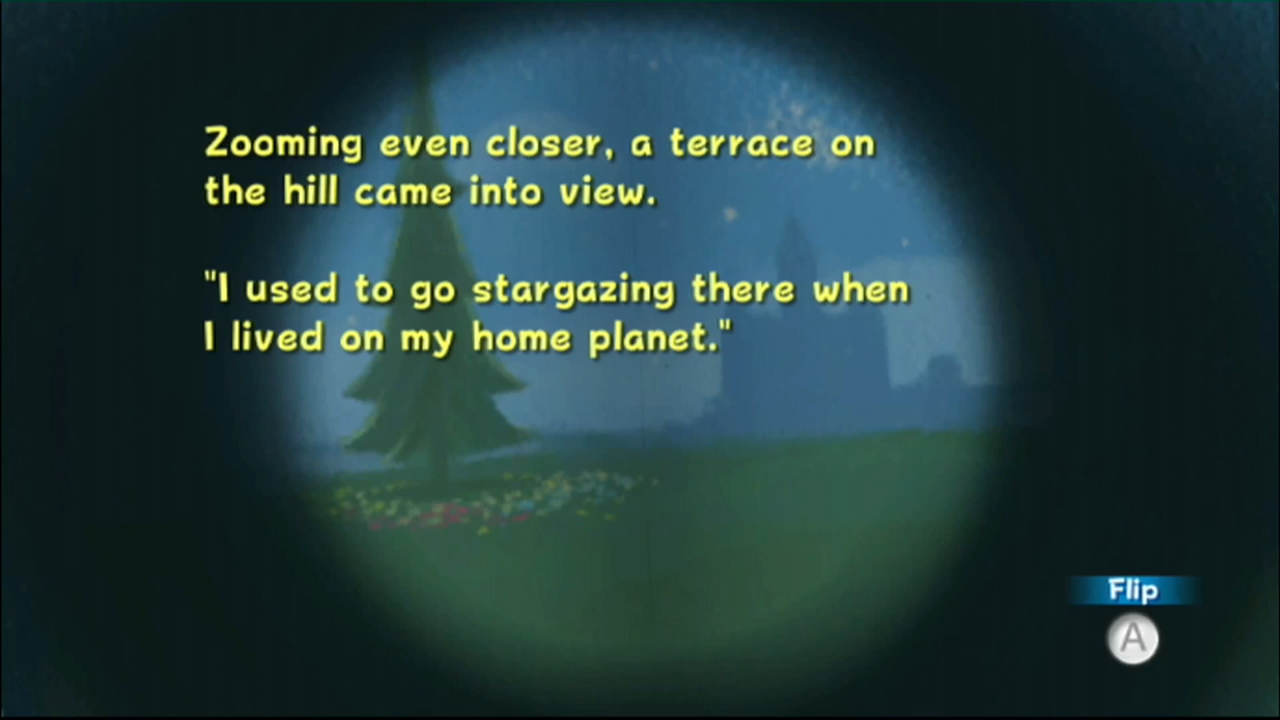 Zooming even closer, a terrace on
the hill came into view.
"I used to go stargazing there when
I lived on my home planet."
Flip
A